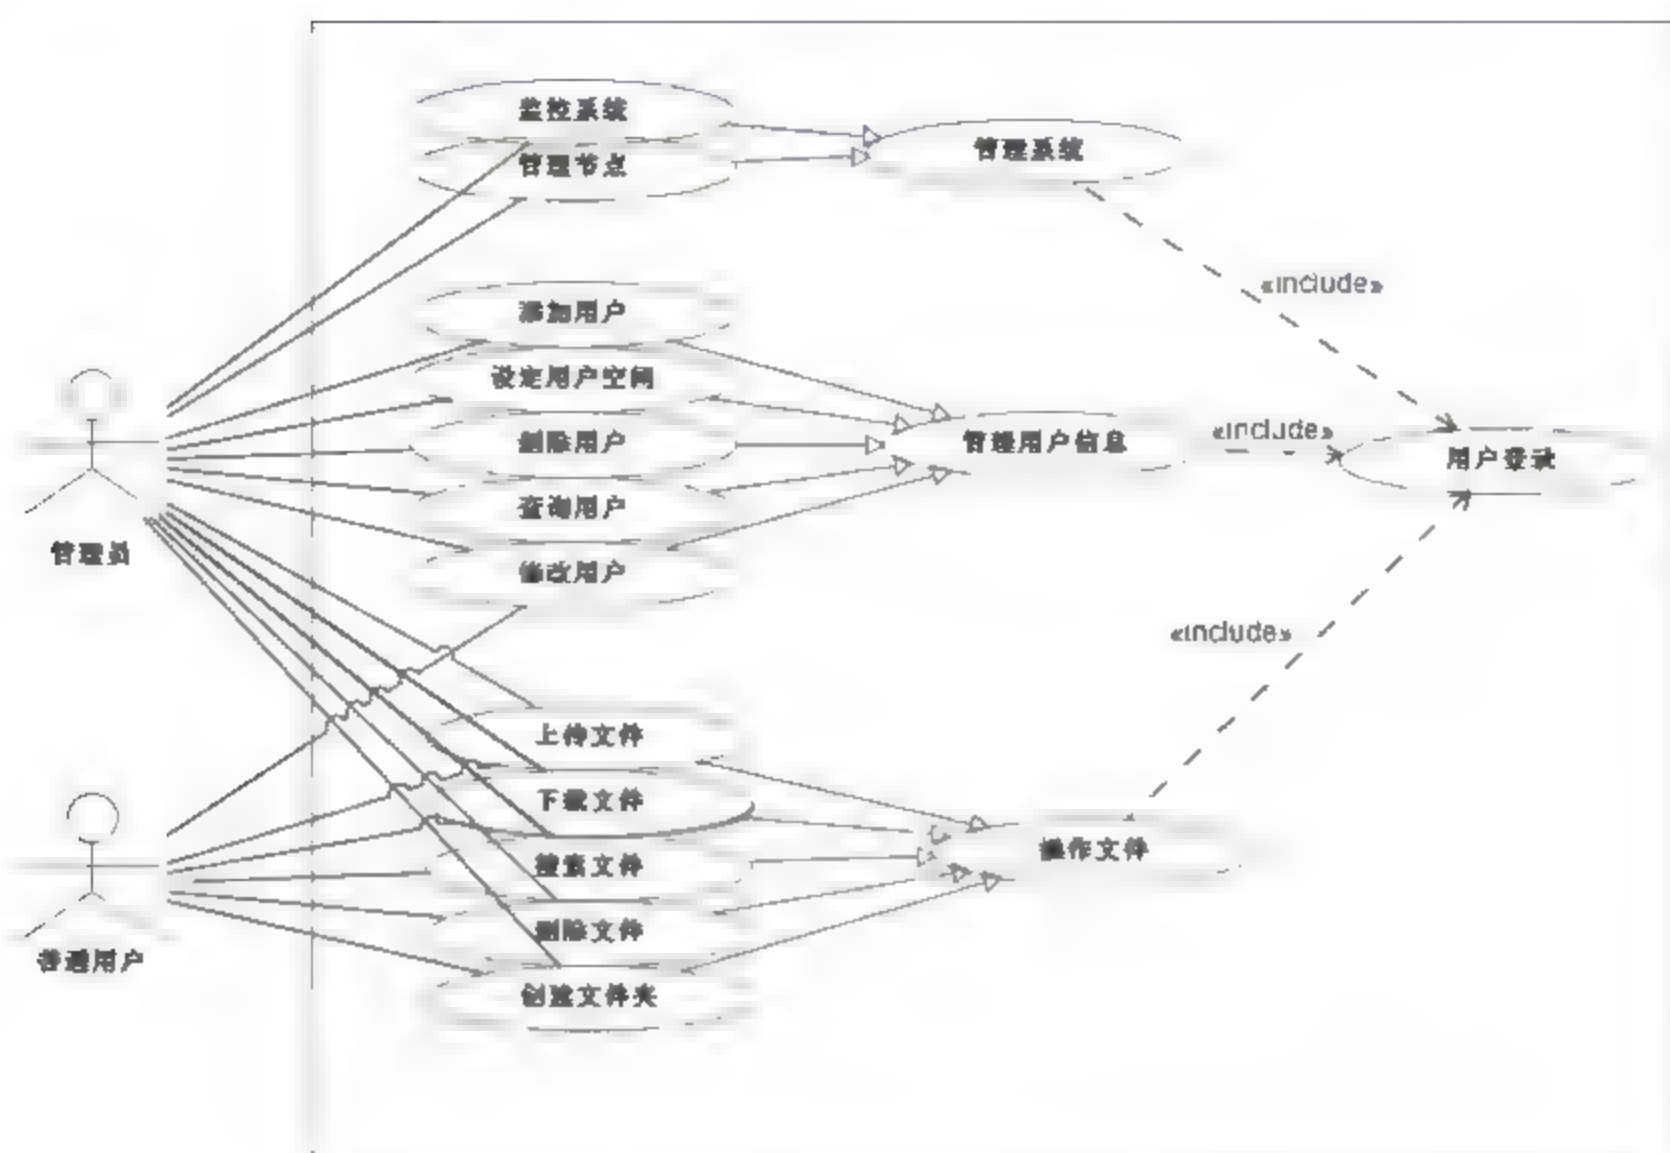 监控系统
管理节点
管理系统
«include»
添加用户
设定用户空间
删除用户
查询用户
修改用户
管理用户信息
«include»
用户登录
管理员
«include»
上传文件
下载文件
搜索文件
删除文件
创建文件夹
操作文件
普通用户